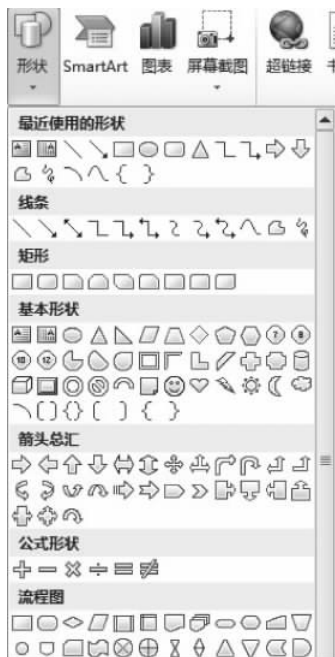 形状 SmartArt 图表 屏幕截图 超链接
最近使用的形状
线条
矩形
基本形状
箭头总汇
公式形状
流程图